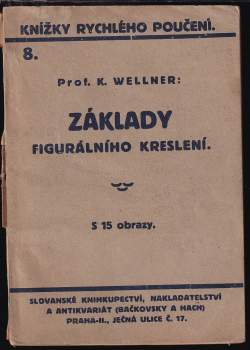 KNÍŽKY RYCHLÉHO POUČENÍ.
8.
Prof. K. WELLNER:
ZÁKLADY
FIGURÁLNÍHO KRESLENÍ.
S 15 obrazy.
SLOVANSKÉ KNIHKUPECTVÍ, NAKLADATELSTVÍ
A ANTIKVARIÁT (BAČKOVSKÝ A HACH)
PRAHA-II., JEČNÁ ULICE Č. 17.